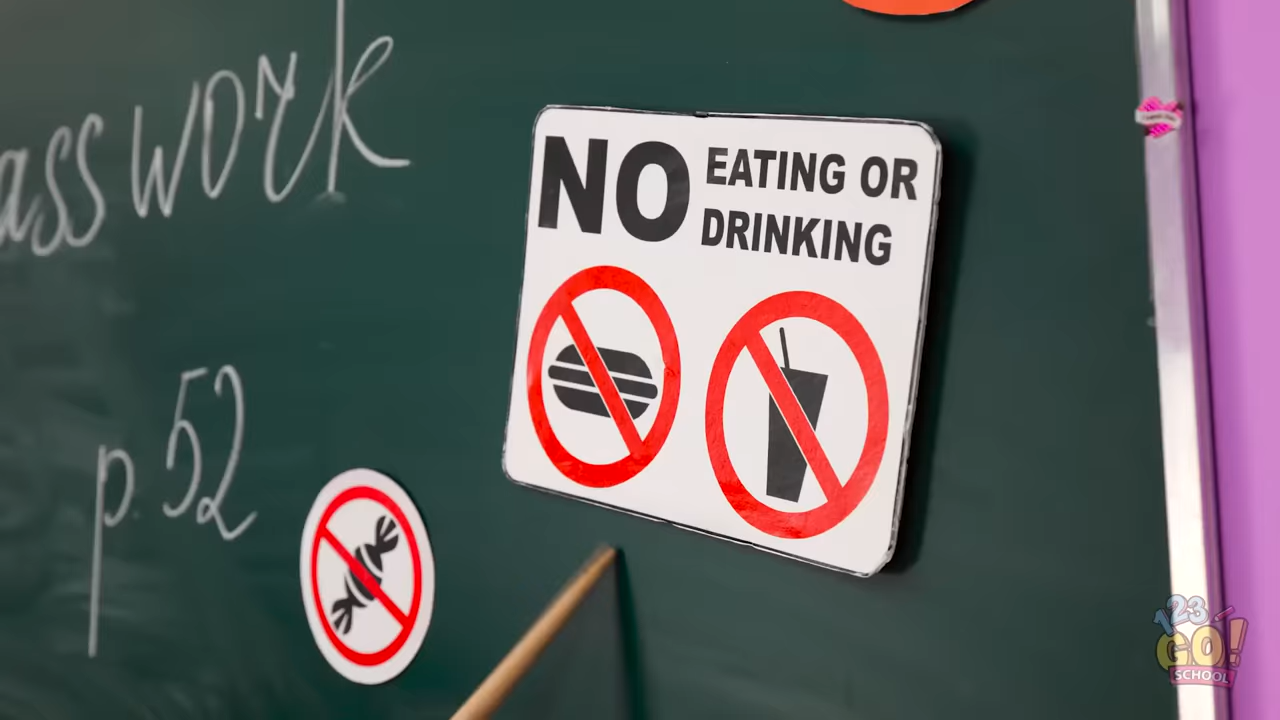 asswork
NO EATING OR
DRINKING
p. 52
123
GO!
SCHOOL